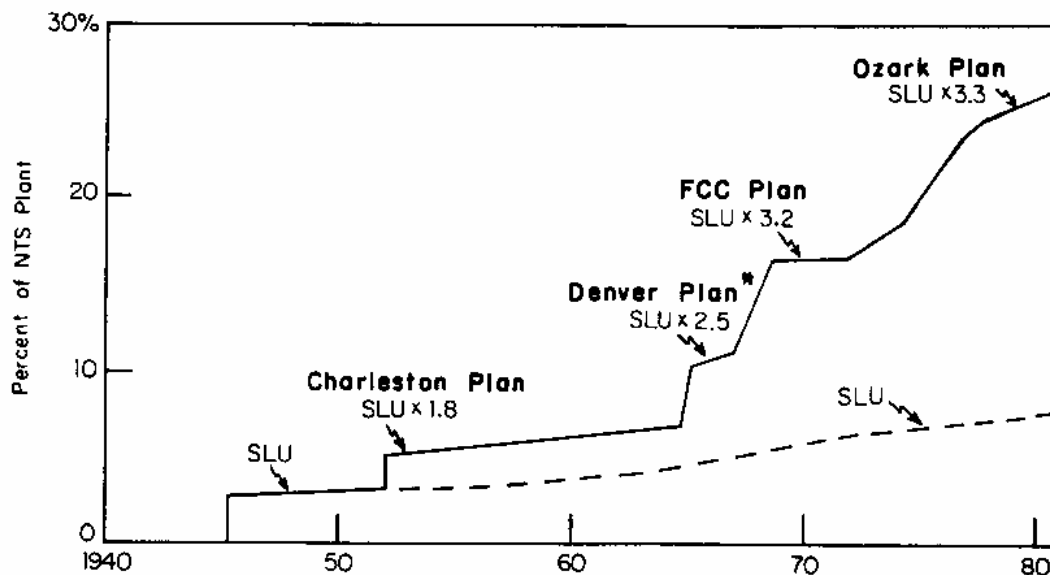 30%
Ozark Plan
SLU × 3.3
20
FCC Plan
SLU × 3.2
Denver Plan*
SLU × 2.5
10
Charleston Plan
SLU × 1.8
SLU
SLU
0
1940 50 60 70 80
Percent of NTS Plant